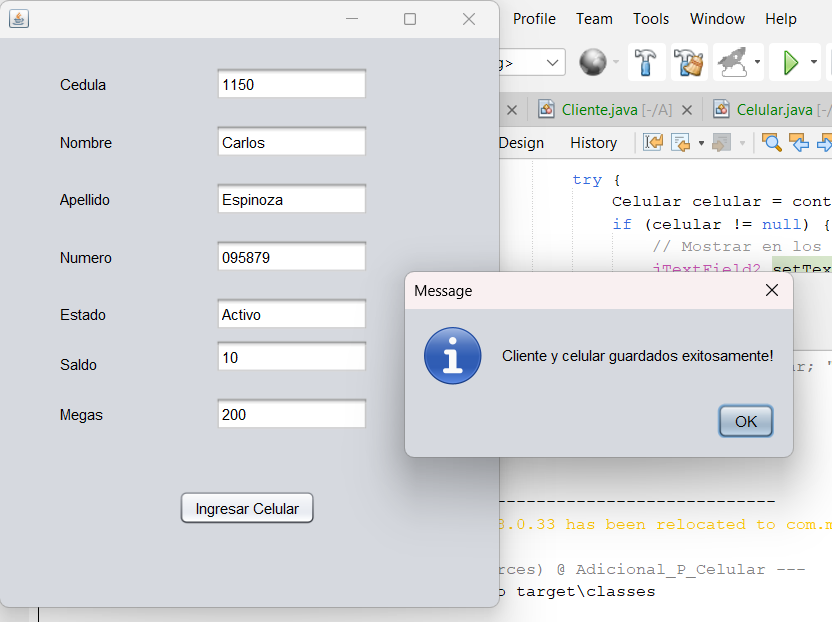 Profile Team Tools Window Help
g>
Cliente.java [-/A]
Celular.java [-/
Design
History
try {
Celular celular = cont
if (celular != null) {
// Mostrar en los
jTextField2.setTex
ar; "
---------------------------
3.0.33 has been relocated to com.m
rces) @ Adicional_P_Celular ---
o target\classes
Cedula
1150
Nombre
Carlos
Apellido
Espinoza
Numero
095879
Estado
Activo
Saldo
10
Megas
200
Ingresar Celular
Message
Cliente y celular guardados exitosamente!
OK